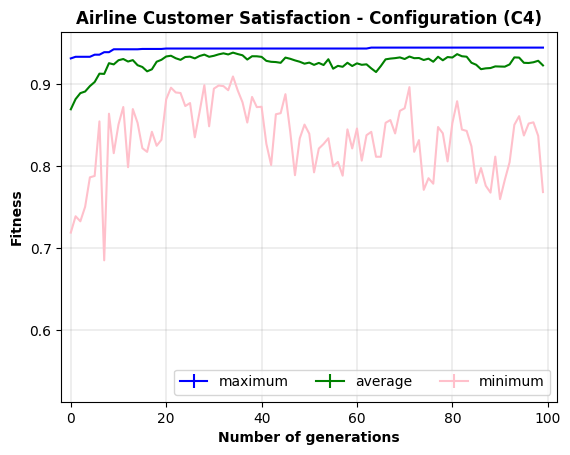 Airline Customer Satisfaction - Configuration (C4)
Fitness
0.9
0.8
0.7
0.6
maximum average minimum
0 20 40 60 80 100
Number of generations